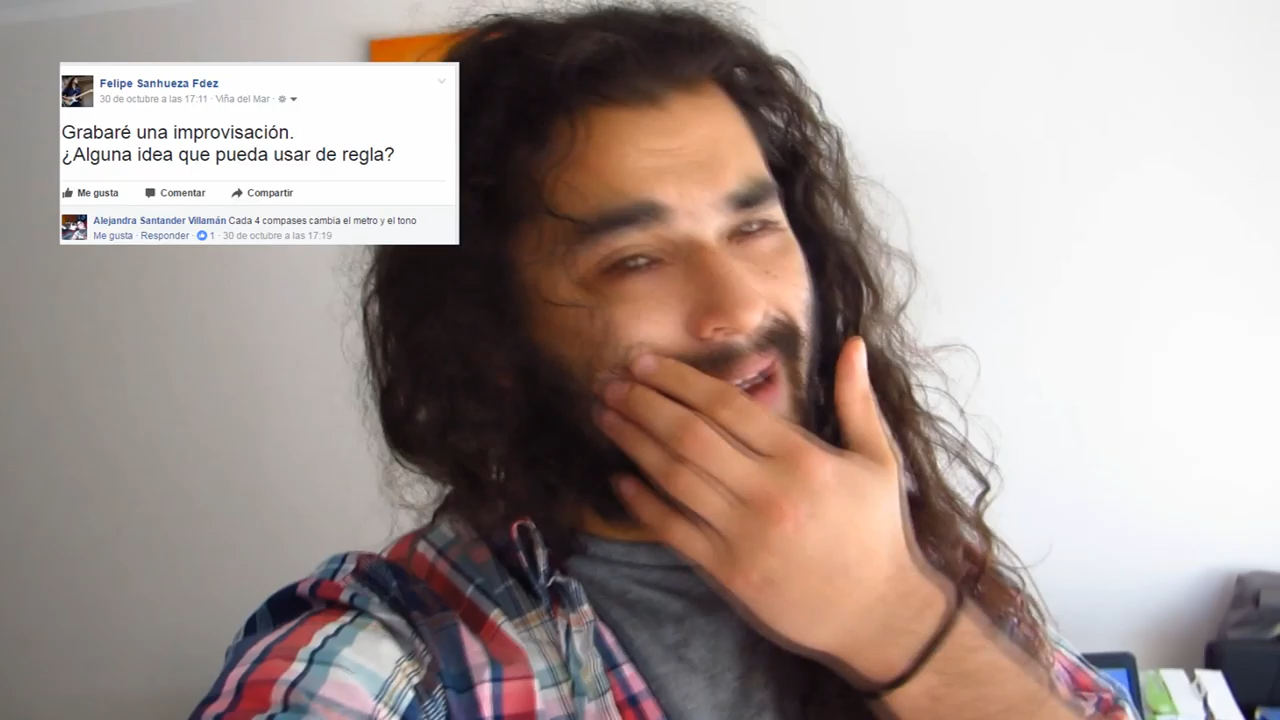 Felipe Sanhueza Fdez
30 de octubre a las 17:11 · Viña del Mar ·
Grabaré una improvisación.
¿Alguna idea que pueda usar de regla?
Me gusta Comentar Compartir
Alejandra Santander Villamán Cada 4 compases cambia el metro y el tono
Me gusta · Responder · 1 · 30 de octubre a las 17:19